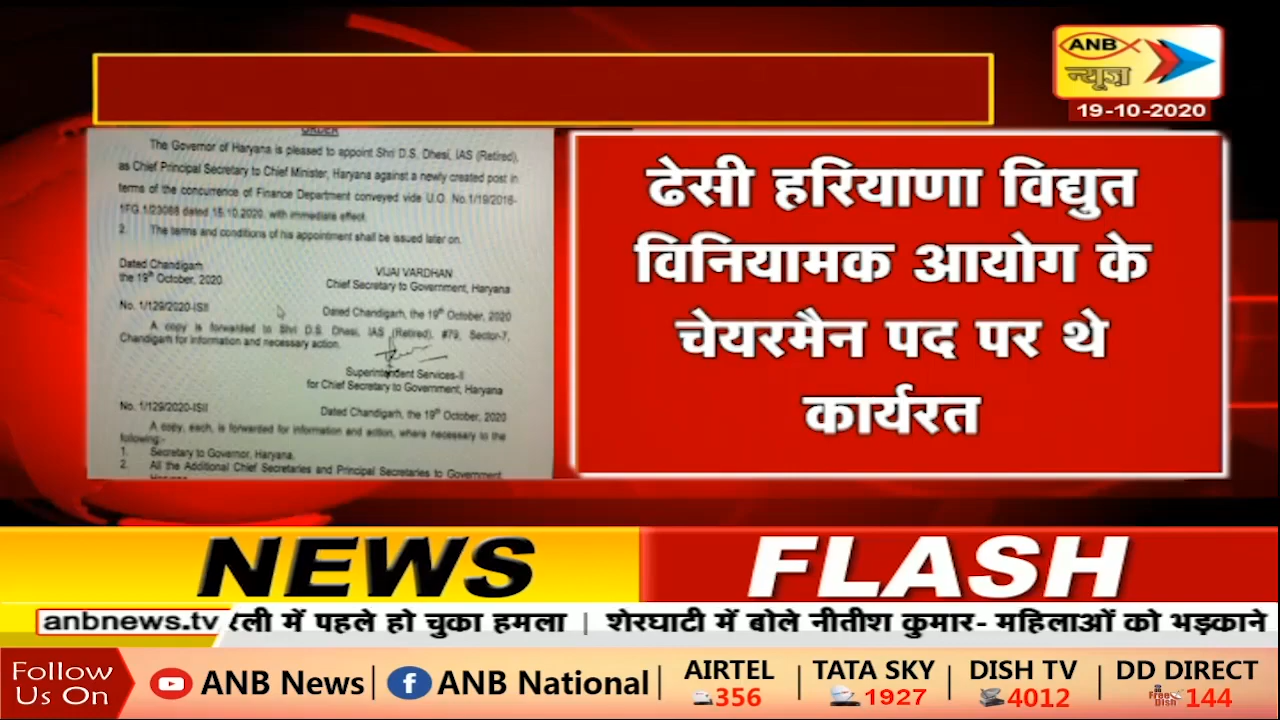 ANB
न्यूज़
19-10-2020
ORDER
The Governor of Haryana is pleased to appoint Shri D.S. Dhesi, IAS (Retired),
as Chief Principal Secretary to Chief Minister, Haryana against a newly created post in
terms of the concurrence of Finance Department conveyed vide U.O. No.1/19/2016-
1FG.1/23088 dated 15.10.2020, with immediate effect.
2. The terms and conditions of his appointment shall be issued later on.
Dated Chandigarh
the 19th October, 2020
VIJAI VARDHAN
Chief Secretary to Government, Haryana
No. 1/129/2020-ISII
Dated Chandigarh, the 19th October, 2020
A copy is forwarded to Shri D.S. Dhesi, IAS (Retired), #79, Sector-7,
Chandigarh for information and necessary action.
Superintendent Services-II
for Chief Secretary to Government, Haryana
No. 1/129/2020-ISII
Dated Chandigarh, the 19th October, 2020
A copy, each, is forwarded for information and action, where necessary to the
following:-
1. Secretary to Governor, Haryana.
2. All the Additional Chief Secretaries and Principal Secretaries to Government
ढेसी हरियाणा विद्युत
विनियामक आयोग के
चेयरमैन पद पर थे
कार्यरत
NEWS FLASH
anbnews.tv
में पहले हो चुका हमला | शेरघाटी में बोले नीतीश कुमार- महिलाओं को भड़काने
Follow
Us On
ANB News
ANB National
AIRTEL
356
TATA SKY
1927
DISH TV
4012
DD DIRECT
Free
Dish
144